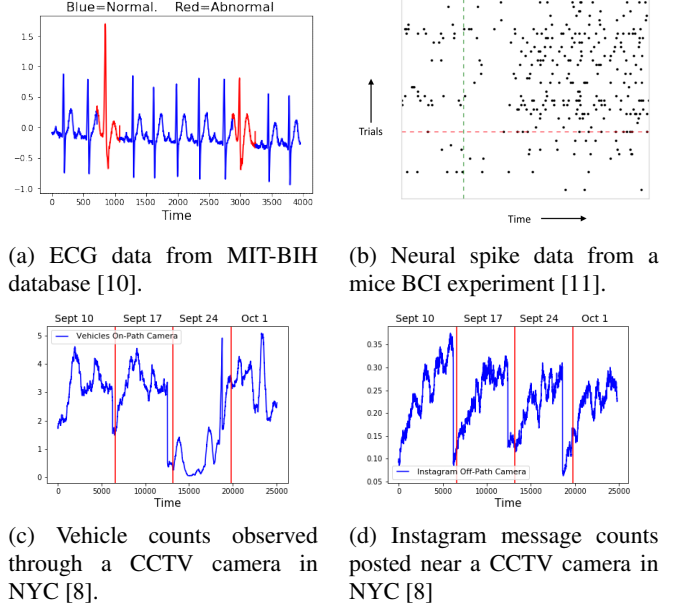 Blue=Normal. Red=Abnormal
1.5
1.0
0.5
0.0
−0.5
−1.0
0 500 1000 1500 2000 2500 3000 3500 4000
Time
Trials
Time
(a) ECG data from MIT-BIH
database [10].
(b) Neural spike data from a
mice BCI experiment [11].
Sept 10 Sept 17 Sept 24 Oct 1
Vehicles On-Path Camera
5
4
3
2
1
0
0 5000 10000 15000 20000 25000
Time
Sept 10 Sept 17 Sept 24 Oct 1
0.35
0.30
0.25
0.20
0.15
0.10
0.05
Instagram Off-Path Camera
0 5000 10000 15000 20000 25000
Time
(c) Vehicle counts observed
through a CCTV camera in
NYC [8].
(d) Instagram message counts
posted near a CCTV camera in
NYC [8]